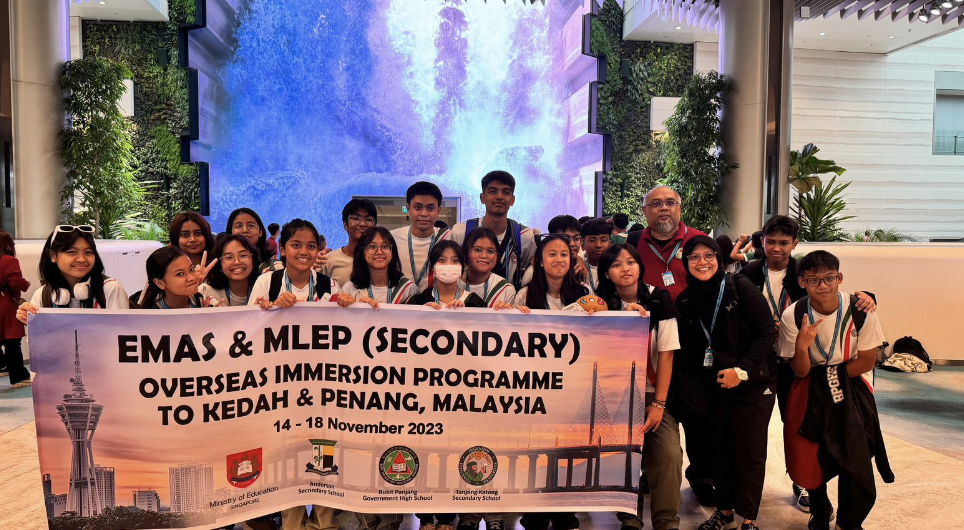 EMAS & MLEP (SECONDARY)
OVERSEAS IMMERSION PROGRAMME
TO KEDAH & PENANG, MALAYSIA
14 - 18 November 2023
Ministry of Education
SINGAPORE
Anderson
Secondary School
Bukit Panjang
Government High School
Tanjong Katong
Secondary School
BPGHS